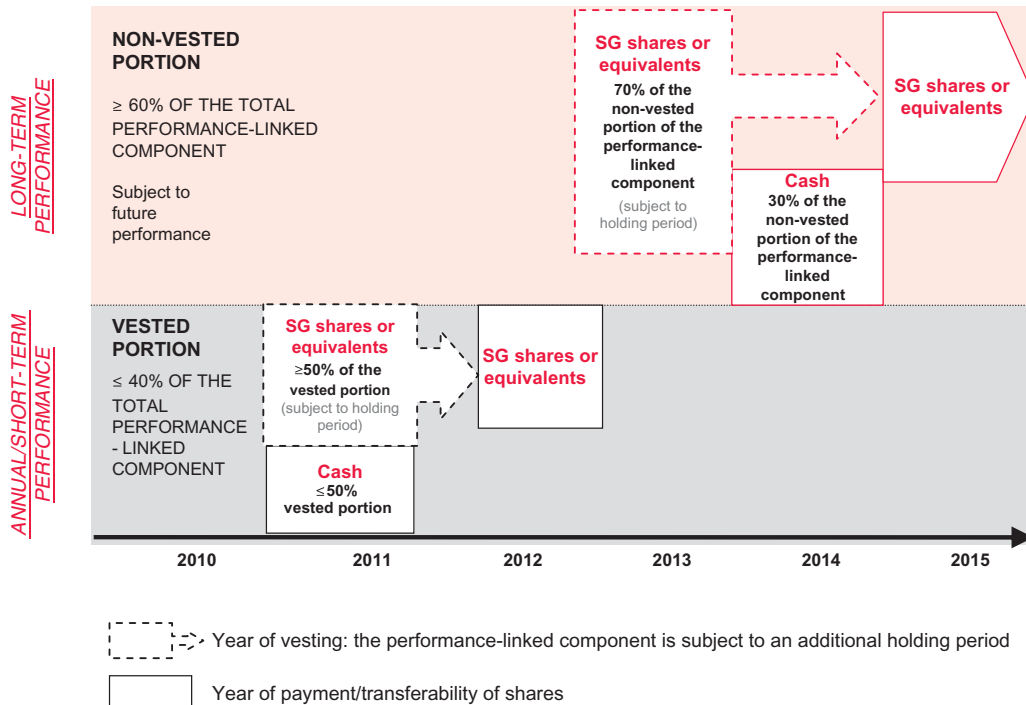 LONG-TERM
PERFORMANCE
NON-VESTED
PORTION
≥ 60% OF THE TOTAL
PERFORMANCE-LINKED
COMPONENT
Subject to
future
performance
SG shares or
equivalents
70% of the
non-vested
portion of the
performance-
linked
component
(subject to
holding period)
Cash
30% of the
non-vested
portion of the
performance-
linked
component
SG shares or
equivalents
ANNUAL/SHORT-TERM
PERFORMANCE
VESTED
PORTION
≤ 40% OF THE
TOTAL
PERFORMANCE
- LINKED
COMPONENT
SG shares or
equivalents
≥50% of the
vested portion
(subject to holding
period)
Cash
≤50%
vested portion
SG shares or
equivalents
2010 2011 2012 2013 2014 2015
Year of vesting: the performance-linked component is subject to an additional holding period
Year of payment/transferability of shares